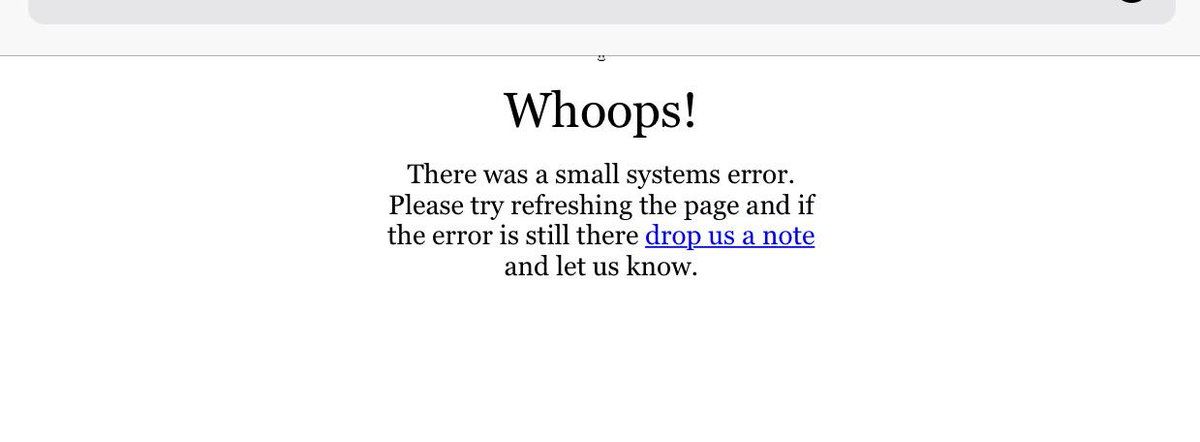 Whoops!
There was a small systems error.
Please try refreshing the page and if
the error is still there drop us a note
and let us know.